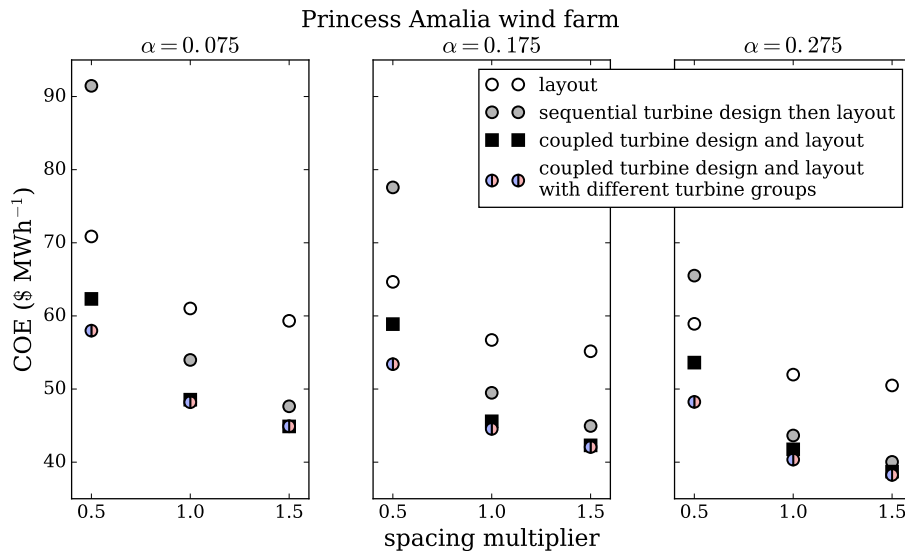 Princess Amalia wind farm
α = 0.075
α = 0.175
α = 0.275
layout
sequential turbine design then layout
coupled turbine design and layout
coupled turbine design and layout
with different turbine groups
COE ($ MWh⁻¹)
90
80
70
60
50
40
0.5 1.0 1.5
0.5 1.0 1.5
0.5 1.0 1.5
spacing multiplier